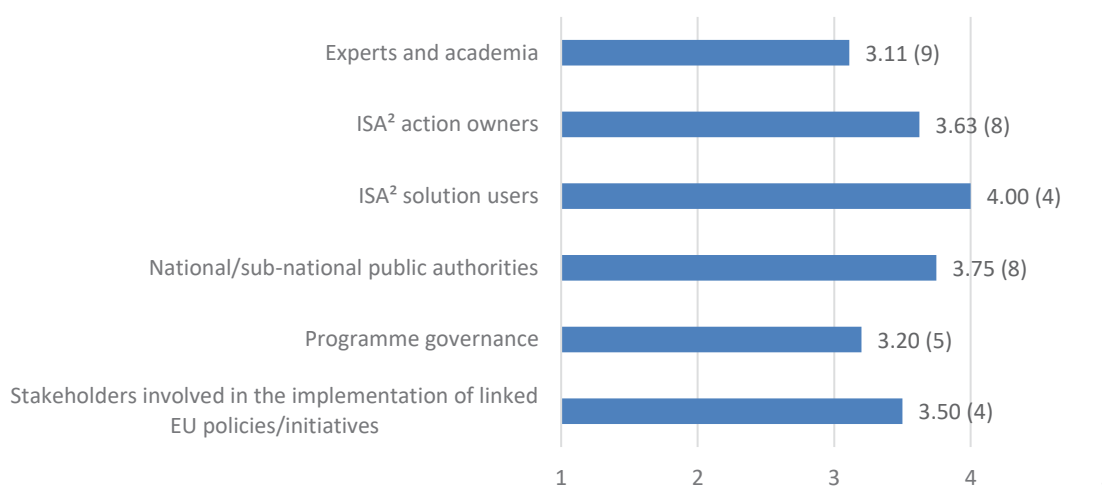 Experts and academia 3.11 (9)
ISA² action owners 3.63 (8)
ISA² solution users 4.00 (4)
National/sub-national public authorities 3.75 (8)
Programme governance 3.20 (5)
Stakeholders involved in the implementation of linked
EU policies/initiatives 3.50 (4)
1 2 3 4